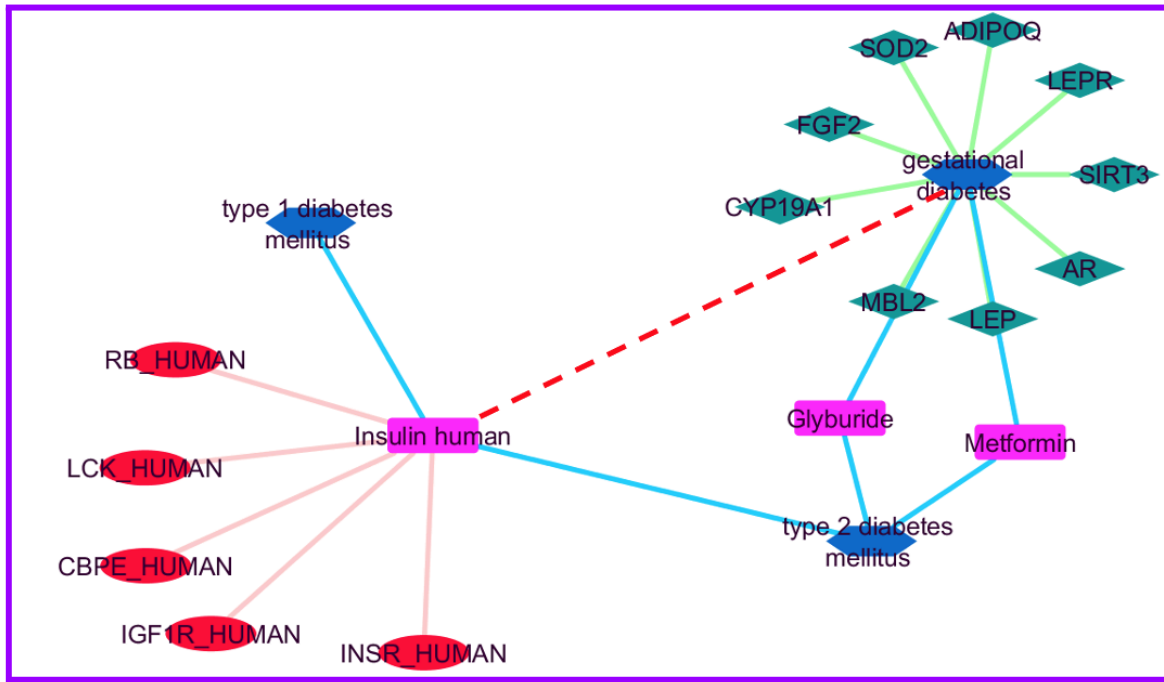 ADIPOQ
SOD2
LEPR
FGF2
gestational
diabetes
SIRT3
CYP19A1
type 1 diabetes
mellitus
AR
MBL2
LEP
RB_HUMAN
Glyburide
Insulin human
Metformin
LCK_HUMAN
type 2 diabetes
mellitus
CBPE_HUMAN
IGF1R_HUMAN
INSR_HUMAN